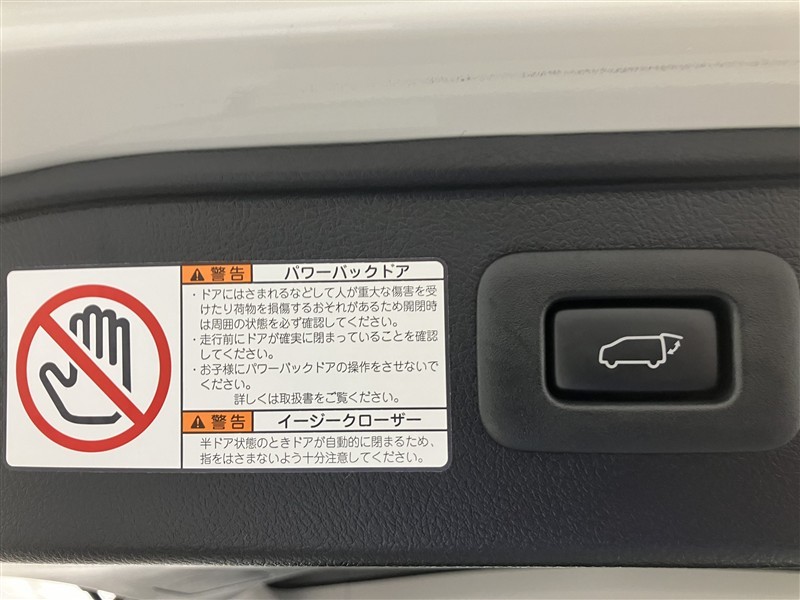 警告 パワーバックドア
・ドアにはさまれるなどして人が重大な傷害を受
けたり荷物を損傷するおそれがあるため開閉時
は周囲の状態を必ず確認してください。
・走行前にドアが確実に閉まっていることを確認
してください。
・お子様にパワーバックドアの操作をさせないで
ください。
詳しくは取扱書をご覧ください。
警告 イージークローザー
半ドア状態のときドアが自動的に閉まるため、
指をはさまないよう十分注意してください。